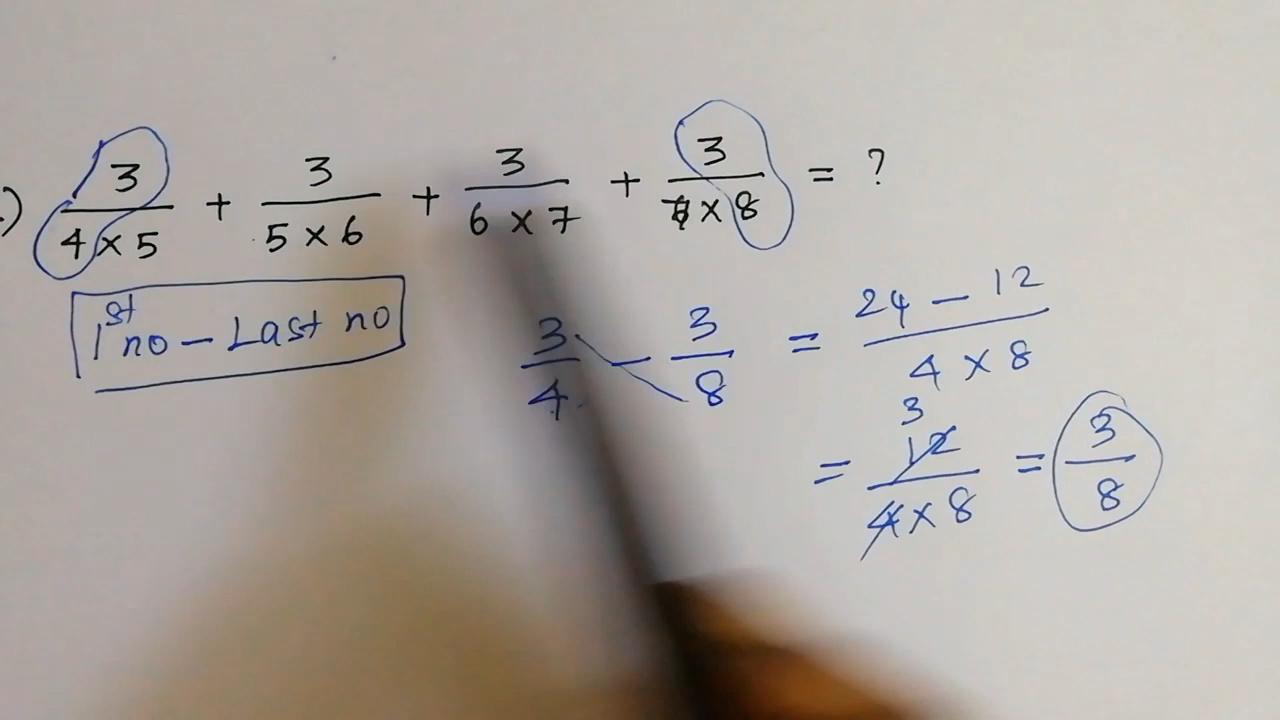 .) 3/(4 × 5) + 3/(5 × 6) + 3/(6 × 7) + 3/(7 × 8) = ?
1st no – Last no
3/4 – 3/8 = (24 – 12)/(4 × 8)
= 3 12/(4 × 8) = 3/8